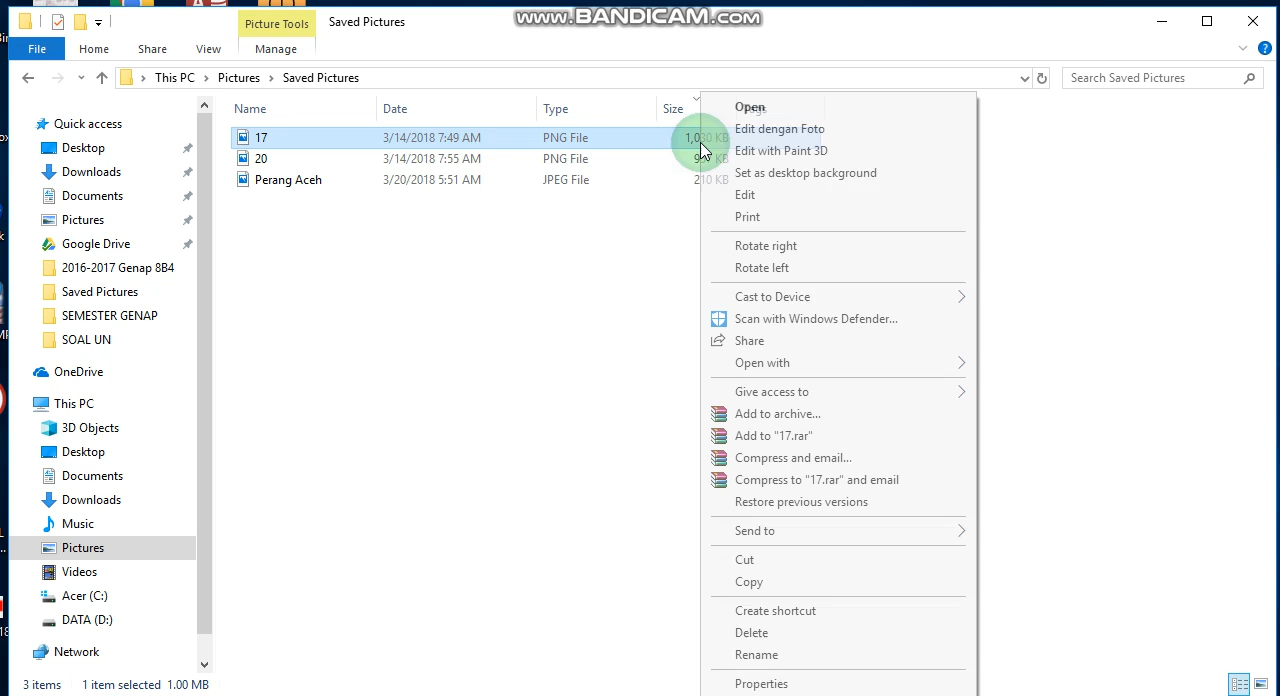 www.BANDICAM.com
Picture Tools
Saved Pictures
File
Home
Share
View
Manage
This PC
Pictures
Saved Pictures
Search Saved Pictures
Quick access
Desktop
Downloads
Documents
Pictures
Google Drive
2016-2017 Genap 8B4
Saved Pictures
SEMESTER GENAP
SOAL UN
OneDrive
This PC
3D Objects
Desktop
Documents
Downloads
Music
Pictures
Videos
Acer (C:)
DATA (D:)
Network
Name Date Type Size
17 3/14/2018 7:49 AM PNG File KB
20 3/14/2018 7:55 AM PNG File KB
Perang Aceh 3/20/2018 5:51 AM JPEG File 210 KB
Open
Edit dengan Foto
Edit with Paint 3D
Set as desktop background
Edit
Print
Rotate right
Rotate left
Cast to Device
Scan with Windows Defender...
Share
Open with
Give access to
Add to archive...
Add to "17.rar"
Compress and email...
Compress to "17.rar" and email
Restore previous versions
Send to
Cut
Copy
Create shortcut
Delete
Rename
Properties
3 items 1 item selected 1.00 MB